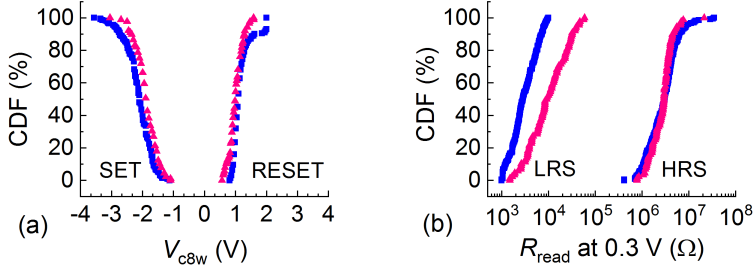 100
80
60
40
20
0
CDF (%)
SET
RESET
-4 -3 -2 -1 0 1 2 3
(a)
V_c8w (V)
100
80
60
40
20
0
CDF (%)
LRS
HRS
10^3 10^4 10^5 10^6 10^7 10^8
(b)
R_read at 0.3 V (Ω)